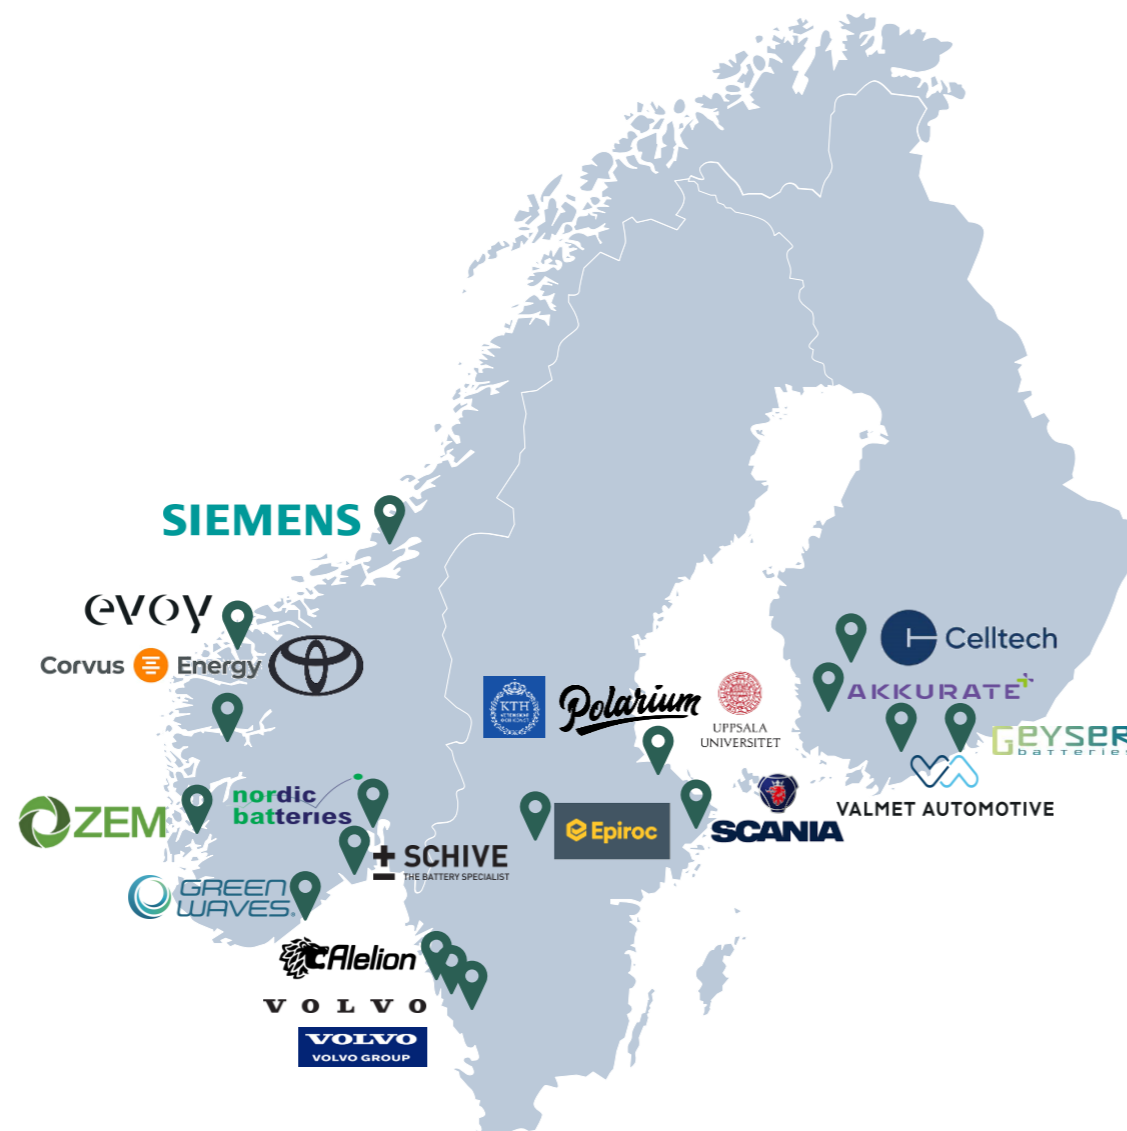 SIEMENS
evoy
Corvus Energy
KTH
Polarium
UPPSALA
UNIVERSITET
Celltech
AKKURATE
GEYSER
batteries
VALMET AUTOMOTIVE
ZEM
nordic
batteries
Epiroc
SCANIA
SCHIVE
THE BATTERY SPECIALIST
GREEN
WAVES®
Alelion
VOLVO
VOLVO
VOLVO GROUP